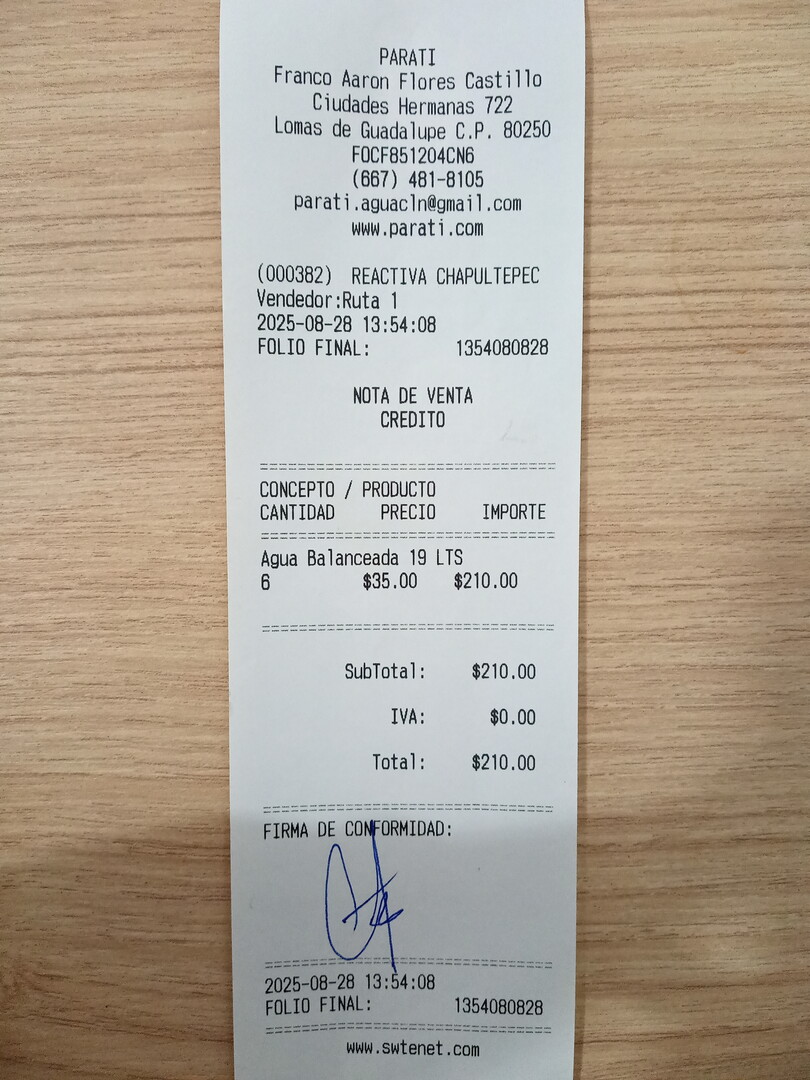 PARATI
Franco Aaron Flores Castillo
Ciudades Hermanas 722
Lomas de Guadalupe C.P. 80250
FOCF851204CN6
(667) 481-8105
parati.aguacln@gmail.com
www.parati.com
(000382) REACTIVA CHAPULTEPEC
Vendedor:Ruta 1
2025-08-28 13:54:08
FOLIO FINAL: 1354080828
NOTA DE VENTA
CREDITO
================================
CONCEPTO / PRODUCTO
CANTIDAD PRECIO IMPORTE
================================
Agua Balanceada 19 LTS
6 $35.00 $210.00
================================
SubTotal: $210.00
IVA: $0.00
Total: $210.00
================================
FIRMA DE CONFORMIDAD:
================================
2025-08-28 13:54:08
FOLIO FINAL: 1354080828
================================
www.swtenet.com